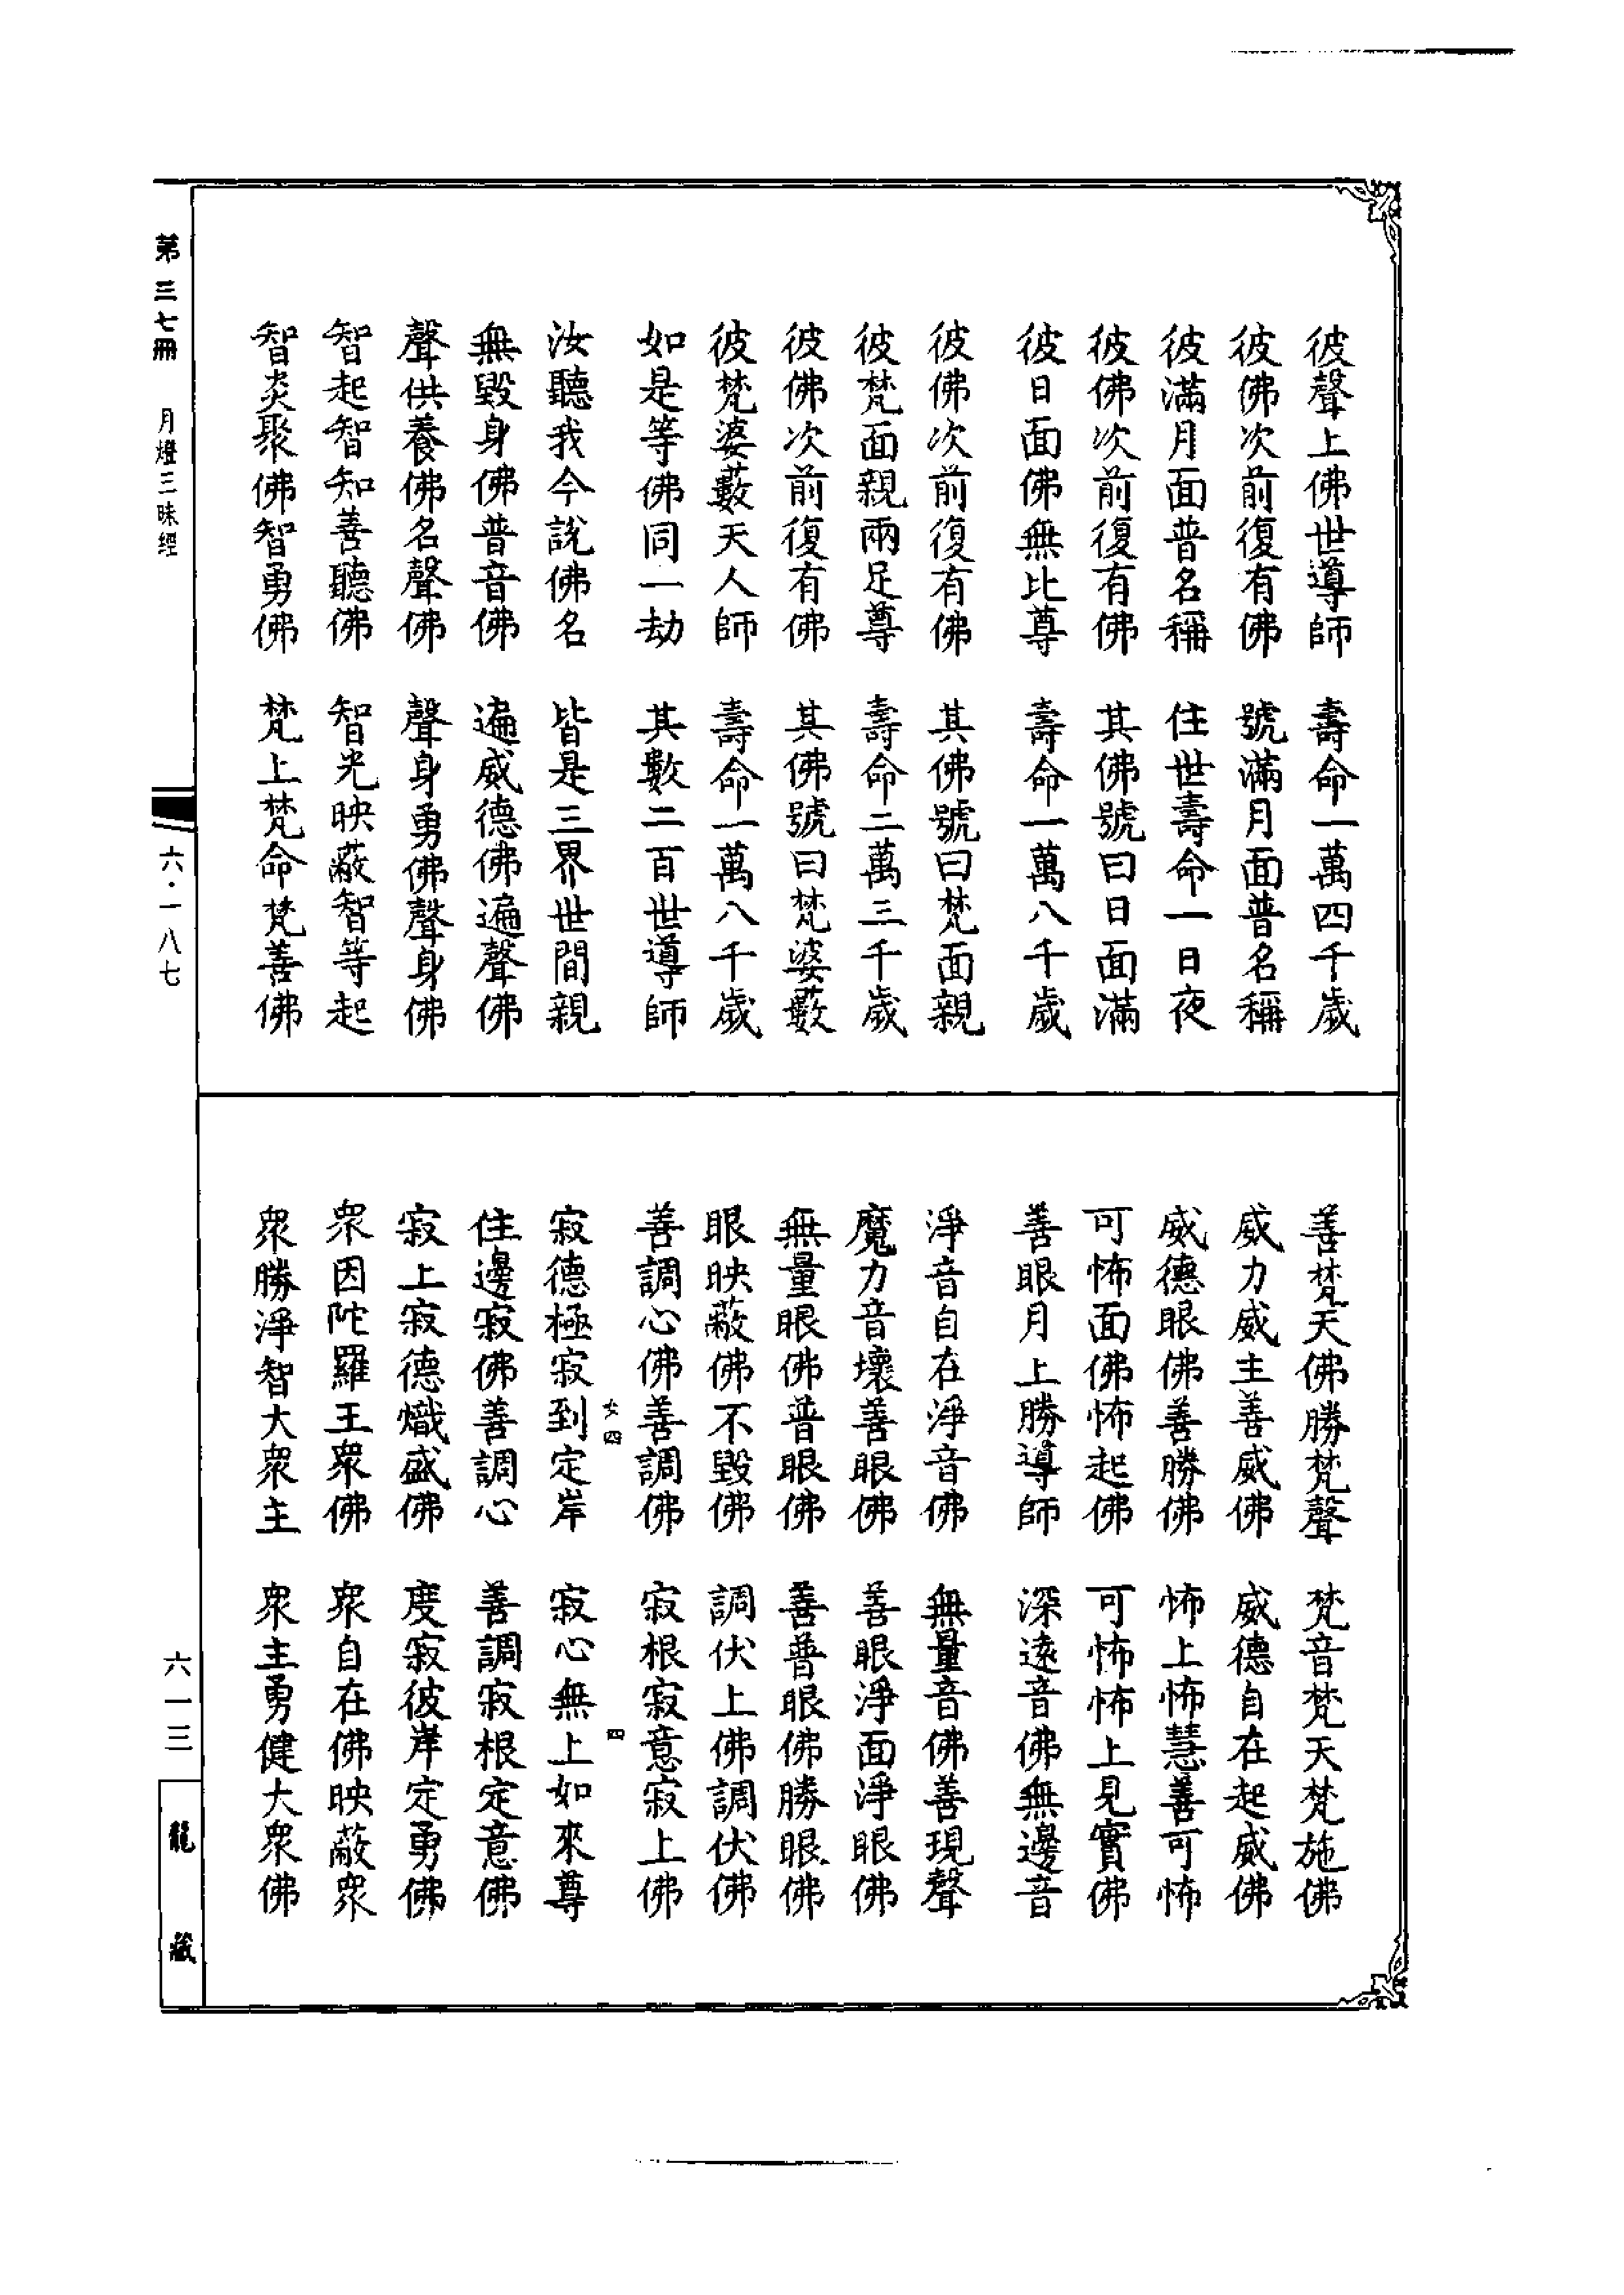 彼聲上佛世導師　壽命一萬四千歲
彼佛次前復有佛　號滿月面普名稱
彼滿月面普名稱　住世壽命一日夜
彼佛次前復有佛　其佛號曰日面滿
彼日面佛無比尊　壽命一萬八千歲
彼佛次前復有佛　其佛號曰梵面親
彼梵面親兩足尊　壽命二萬三千歲
彼佛次前復有佛　其佛號曰梵婆藪
彼梵婆藪天人師　壽命一萬八千歲
如是等佛同一劫　其數二百世導師
汝聽我今說佛名　皆是三界世間親
無毀身佛普音佛　遍威德佛遍聲佛
聲供養佛名聲佛　聲身勇佛聲身佛
智起智知善聽佛　智光映蔽智等起
智炎聚佛智勇佛　梵上梵命梵善佛
善梵天佛勝梵聲　梵音梵天梵施佛
威力威主善威佛　威德自在起威佛
威德眼佛善勝佛　怖上怖慧善可怖
可怖面佛怖起佛　可怖怖上見實佛
善眼月上勝導師　深遠音佛無邊音
淨音自在淨音佛　無量音佛善現聲
魔力音壞善眼佛　善眼淨面淨眼佛
無量眼佛普眼佛　善普眼佛勝眼佛
眼映蔽佛不毀佛　調伏上佛調伏佛
善調心佛善調佛　寂根寂意寂上佛
女四　四
寂德極寂到定岸　寂心無上如來尊
住邊寂佛善調心　善調寂根定意佛
寂上寂德熾盛佛　度寂彼岸定勇佛
衆因陀羅王衆佛　衆自在佛映蔽衆
衆勝淨智大衆主　衆主勇健大衆佛
第三七冊　月燈三昧經
六·一八七
六一三
龍藏